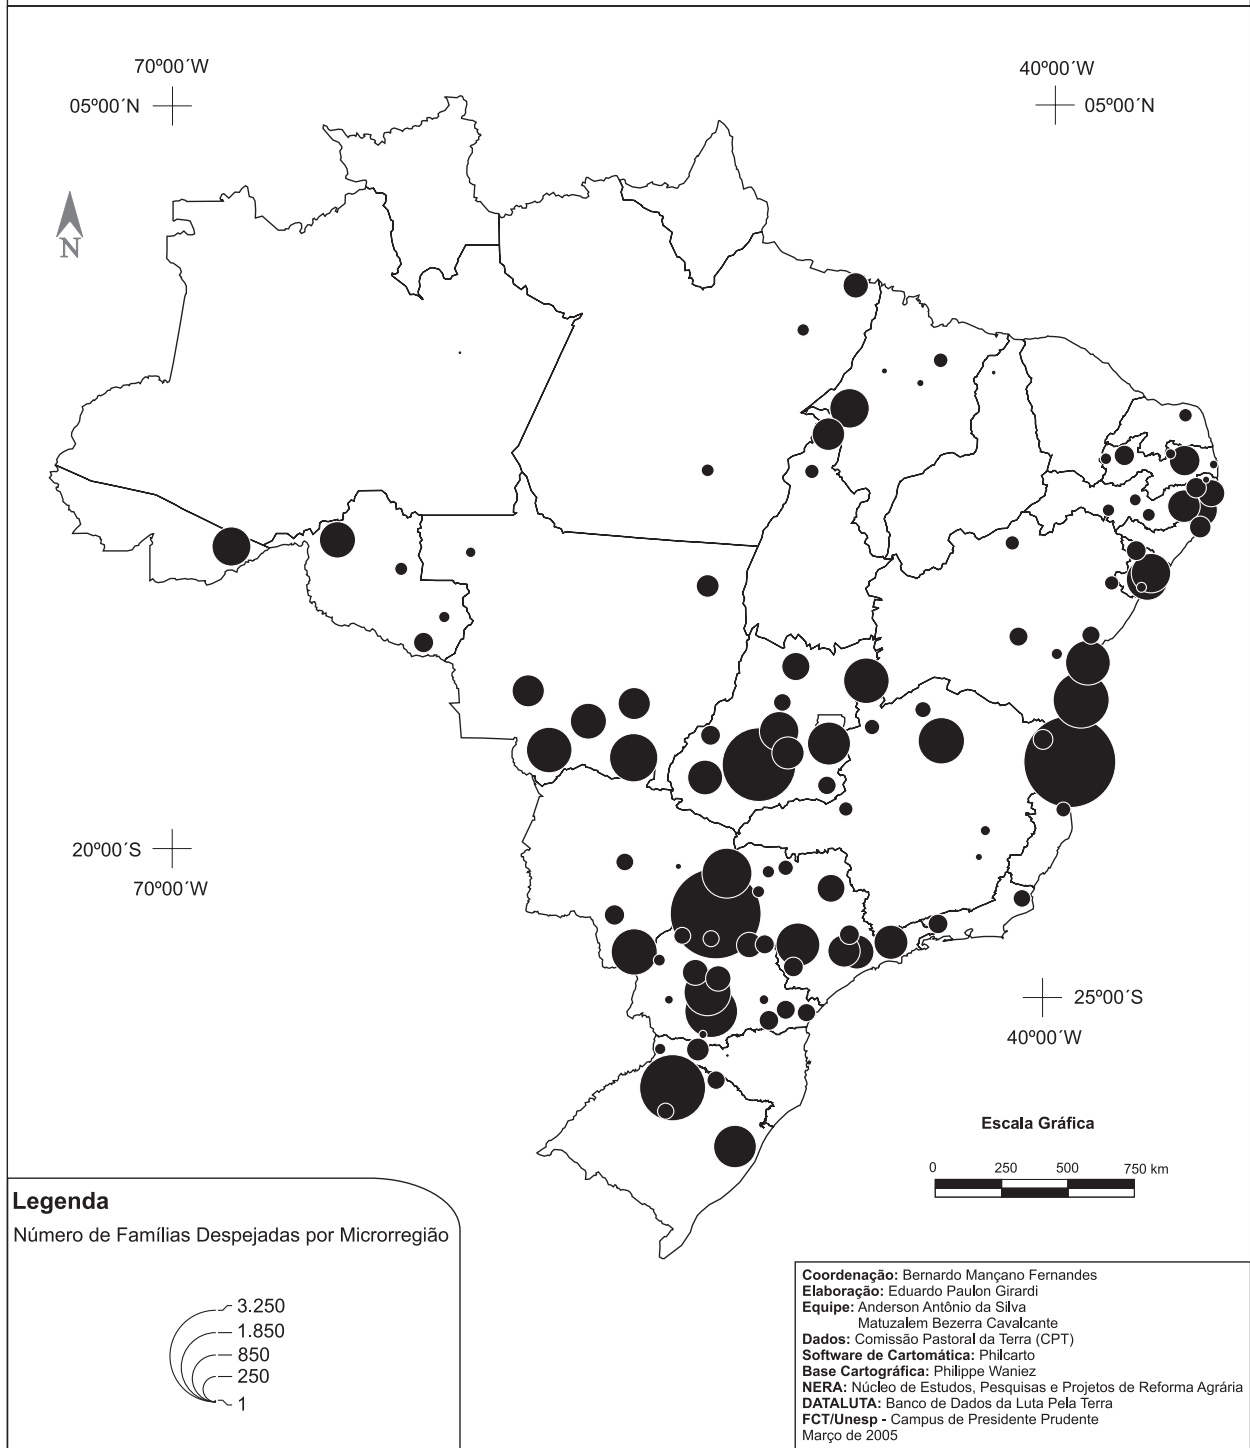 70º00´W
40º00´W
05º00´N
05º00´N
N
20º00´S
70º00´W
25º00´S
40º00´W
Escala Gráfica
0 250 500 750 km
Legenda
Número de Famílias Despejadas por Microrregião
3.250
1.850
850
250
1
Coordenação: Bernardo Mançano Fernandes
Elaboração: Eduardo Paulon Girardi
Equipe: Anderson Antônio da Silva
Matuzalem Bezerra Cavalcante
Dados: Comissão Pastoral da Terra (CPT)
Software de Cartomática: Philcarto
Base Cartográfica: Philippe Waniez
NERA: Núcleo de Estudos, Pesquisas e Projetos de Reforma Agrária
DATALUTA: Banco de Dados da Luta Pela Terra
FCT/Unesp - Campus de Presidente Prudente
Março de 2005